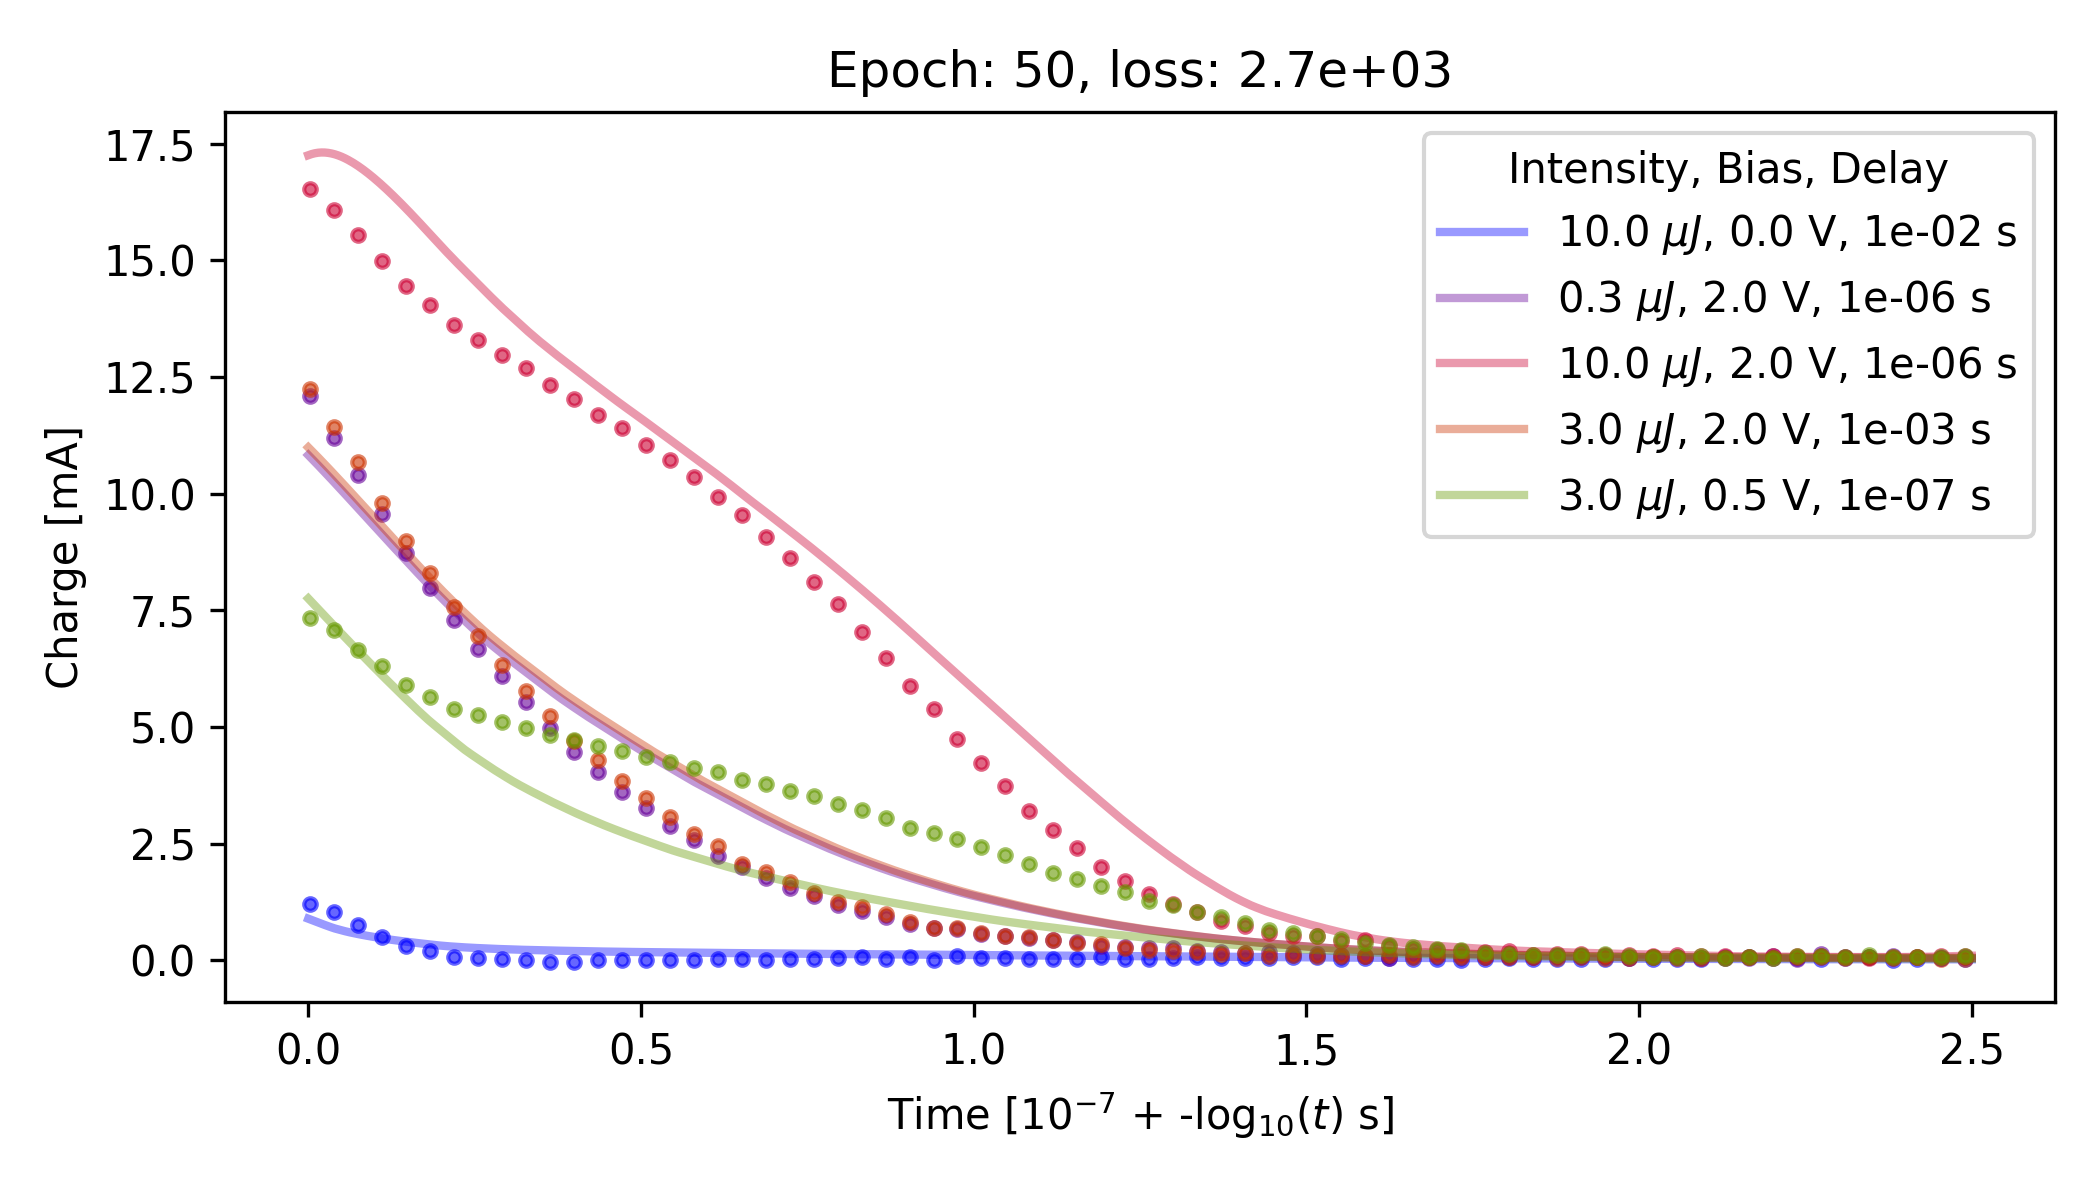 Epoch: 50, loss: 2.7e+03
Charge [mA]
17.5
15.0
12.5
10.0
7.5
5.0
2.5
0.0
Intensity, Bias, Delay
10.0 μJ, 0.0 V, 1e-02 s
0.3 μJ, 2.0 V, 1e-06 s
10.0 μJ, 2.0 V, 1e-06 s
3.0 μJ, 2.0 V, 1e-03 s
3.0 μJ, 0.5 V, 1e-07 s
0.0 0.5 1.0 1.5 2.0 2.5
Time [10⁻⁷ + -log₁₀(t) s]